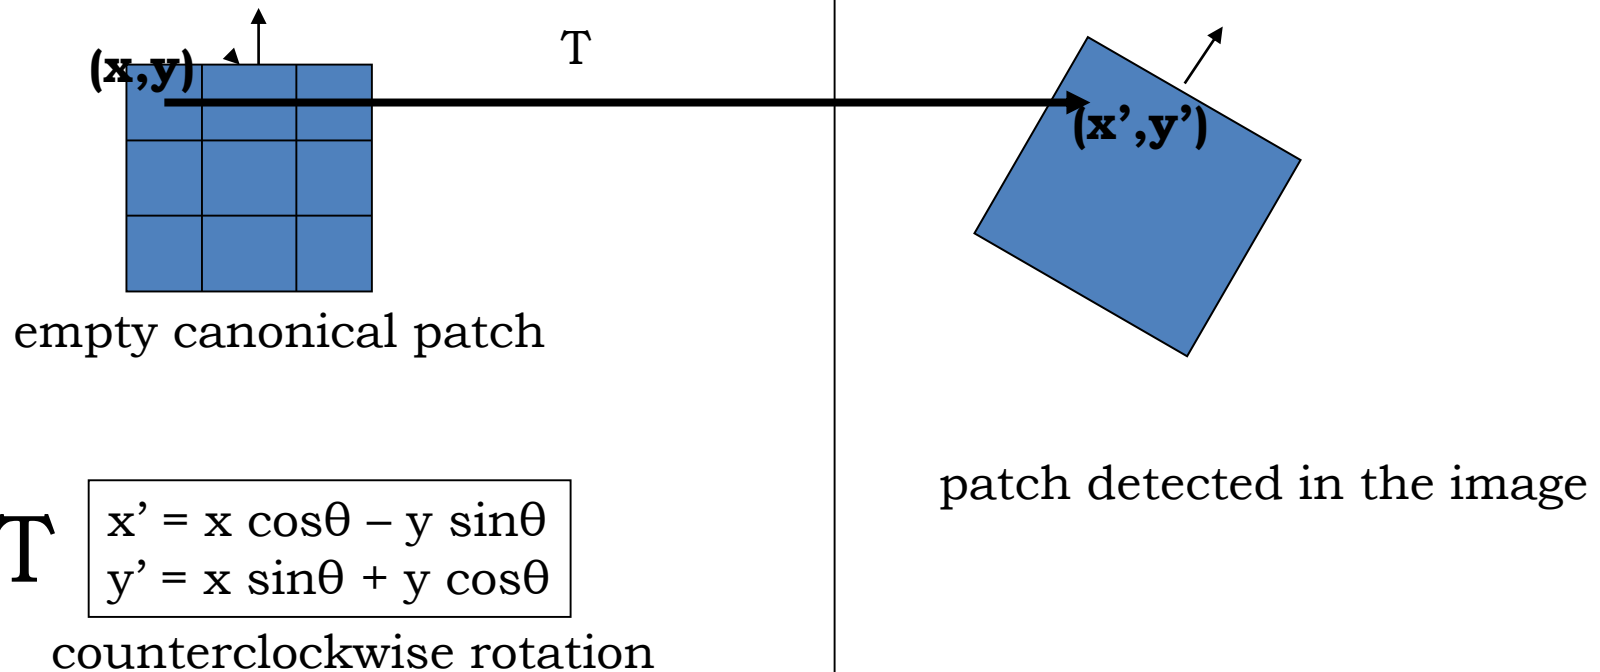 (x,y)
T
(x’,y’)
empty canonical patch
patch detected in the image
T
x’ = x cosθ – y sinθ
y’ = x sinθ + y cosθ
counterclockwise rotation